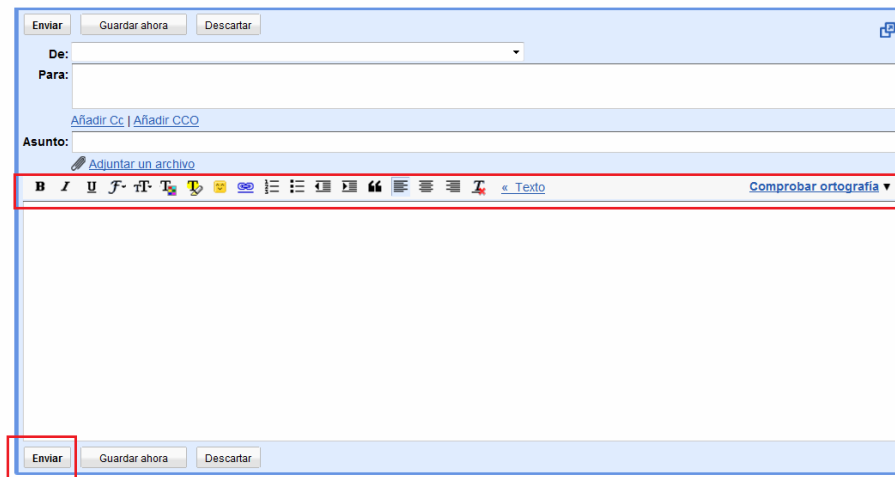 Enviar Guardar ahora Descartar
De:
Para:
Añadir Cc | Añadir CCO
Asunto:
Adjuntar un archivo
B I U F TT T T « Texto Comprobar ortografía
Enviar Guardar ahora Descartar